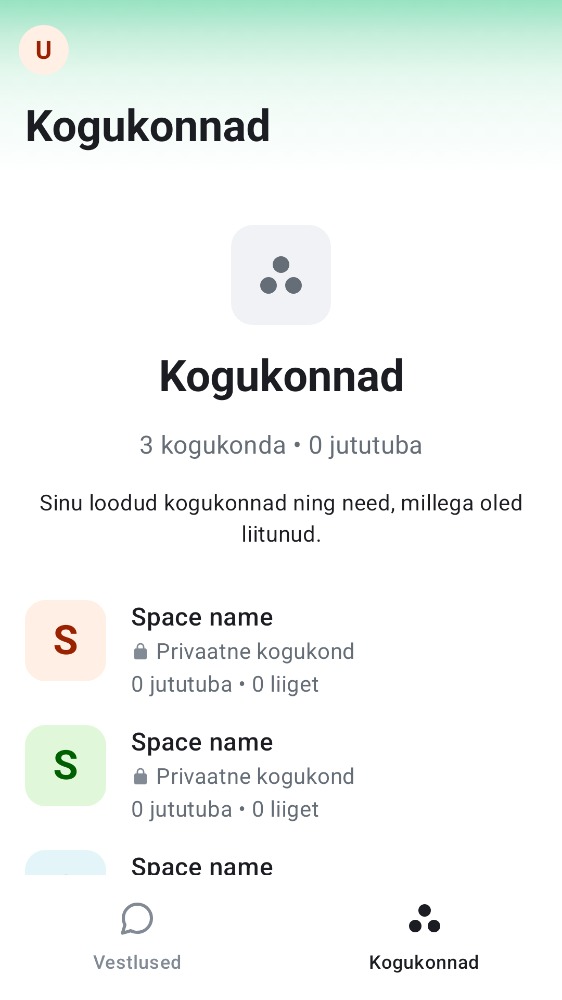 U
Kogukonnad
Kogukonnad
3 kogukonda • 0 jututuba
Sinu loodud kogukonnad ning need, millega oled
liitunud.
S
Space name
Privaatne kogukond
0 jututuba • 0 liiget
S
Space name
Privaatne kogukond
0 jututuba • 0 liiget
Space name
Vestlused
Kogukonnad